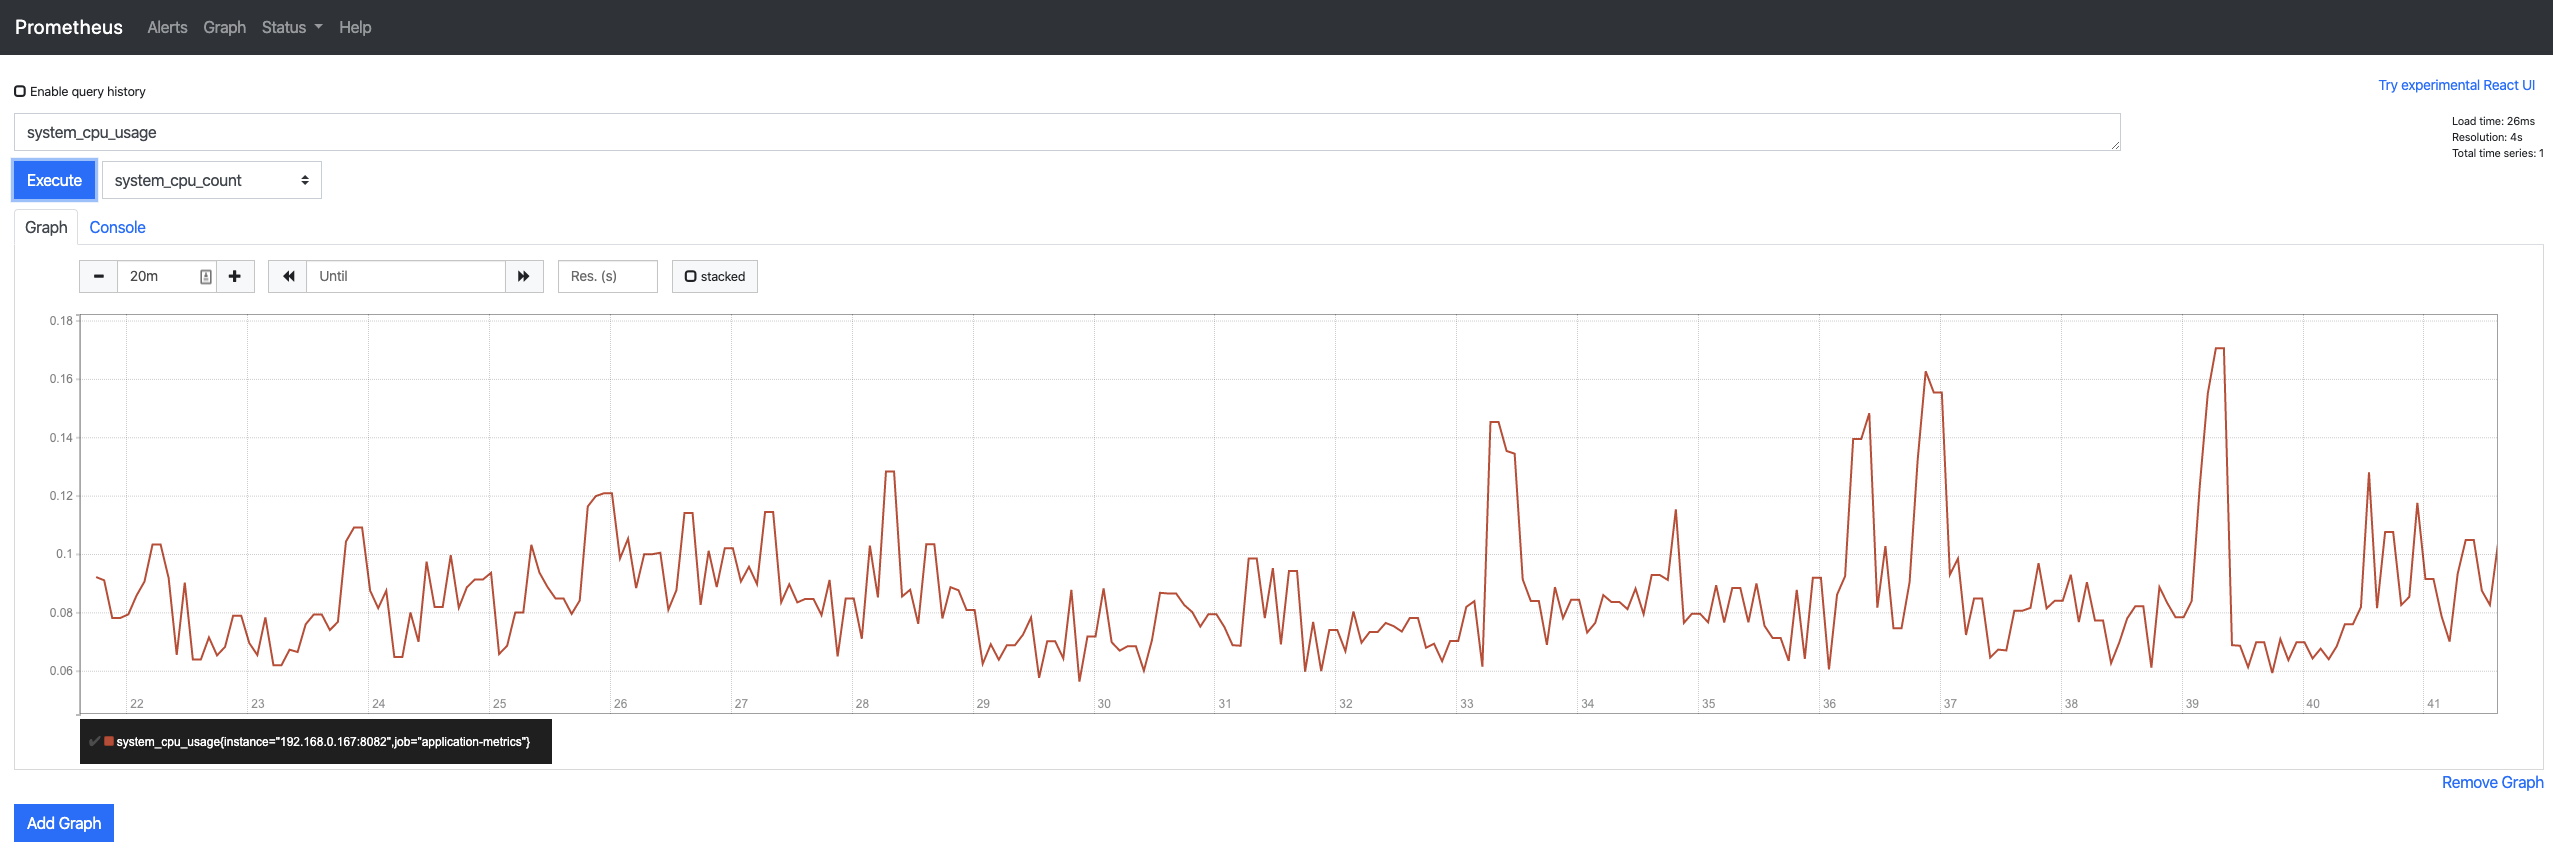 Prometheus Alerts Graph Status Help
Enable query history
Try experimental React UI
system_cpu_usage
Load time: 26ms
Resolution: 4s
Total time series: 1
Execute system_cpu_count
Graph Console
20m Until Res. (s) stacked
0.18
0.16
0.14
0.12
0.1
0.08
0.06
22 23 24 25 26 27 28 29 30 31 32 33 34 35 36 37 38 39 40 41
system_cpu_usage{instance="192.168.0.167:8082",job="application-metrics"}
Remove Graph
Add Graph